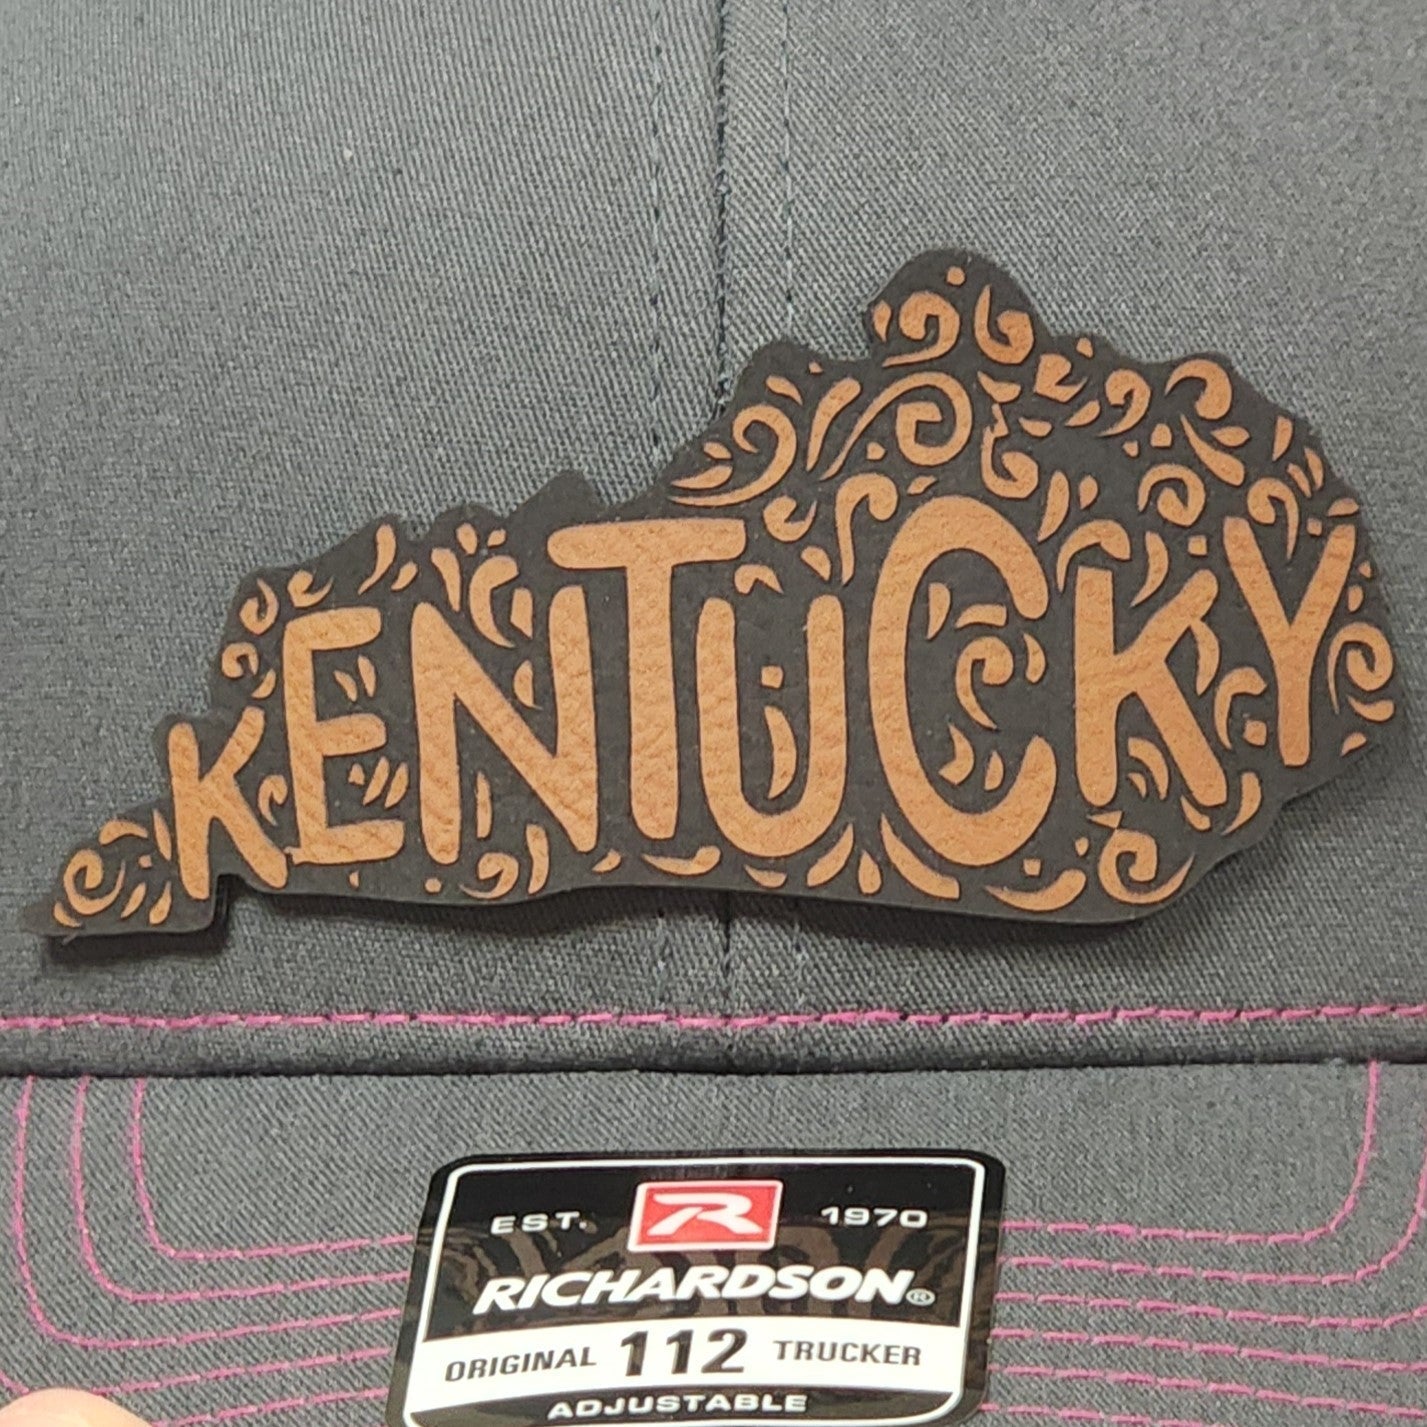 KENTUCKY
EST. R 1970
RICHARDSON®
ORIGINAL 112 TRUCKER
ADJUSTABLE